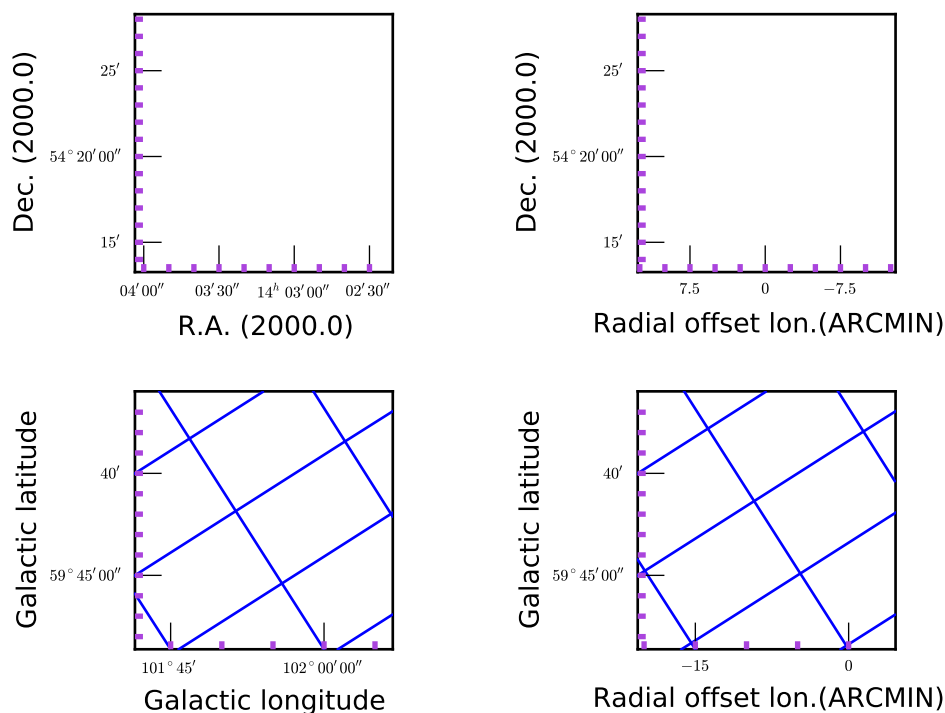 Dec. (2000.0)
25′
54°20′00″
15′
04′00″ 03′30″ 14ʰ 03′00″ 02′30″
R.A. (2000.0)
Dec. (2000.0)
25′
54°20′00″
15′
7.5 0 −7.5
Radial offset lon.(ARCMIN)
Galactic latitude
40′
59°45′00″
101°45′ 102°00′00″
Galactic longitude
Galactic latitude
40′
59°45′00″
−15 0
Radial offset lon.(ARCMIN)